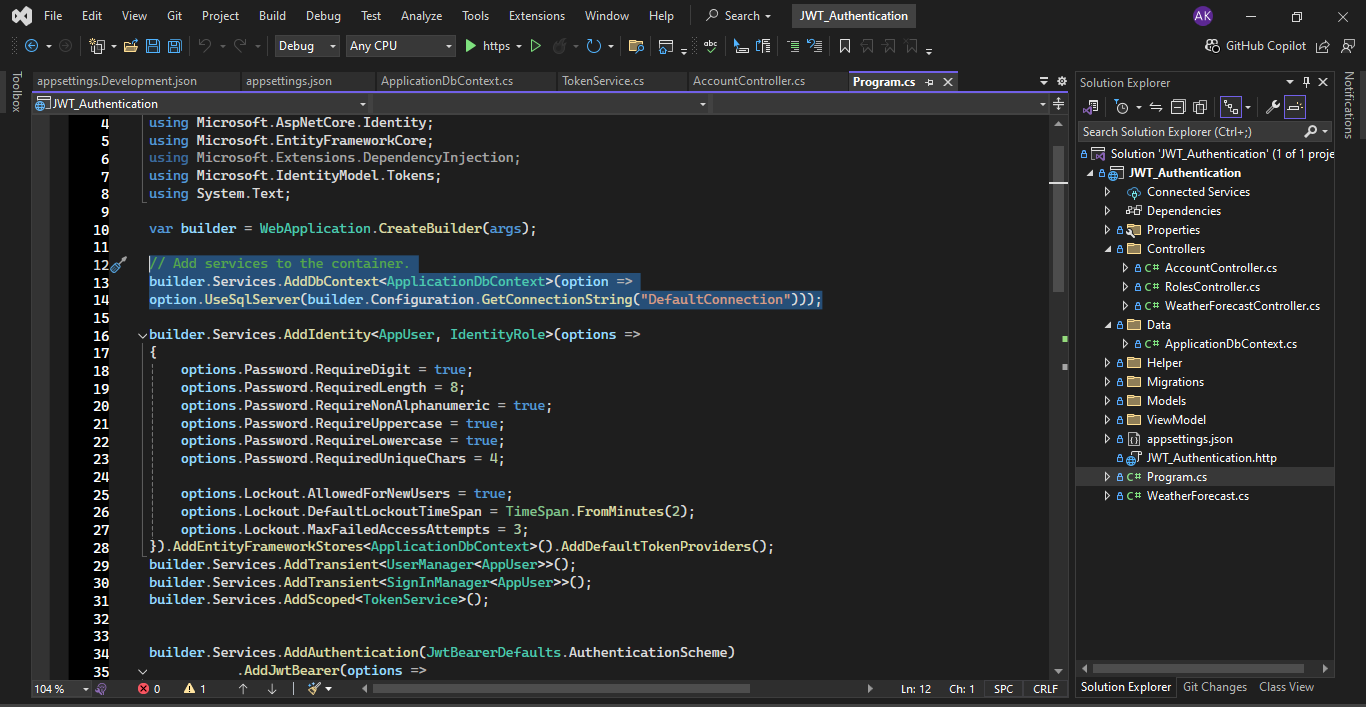 File Edit View Git Project Build Debug Test Analyze Tools Extensions Window Help Search JWT_Authentication AK
Debug Any CPU https GitHub Copilot
Toolbox
appsettings.Development.json appsettings.json ApplicationDbContext.cs TokenService.cs AccountController.cs Program.cs
JWT_Authentication
4 using Microsoft.AspNetCore.Identity;
5 using Microsoft.EntityFrameworkCore;
6 using Microsoft.Extensions.DependencyInjection;
7 using Microsoft.IdentityModel.Tokens;
8 using System.Text;
9
10 var builder = WebApplication.CreateBuilder(args);
11
12 // Add services to the container.
13 builder.Services.AddDbContext<ApplicationDbContext>(option =>
14 option.UseSqlServer(builder.Configuration.GetConnectionString("DefaultConnection")));
15
16 builder.Services.AddIdentity<AppUser, IdentityRole>(options =>
17 {
18 options.Password.RequireDigit = true;
19 options.Password.RequiredLength = 8;
20 options.Password.RequireNonAlphanumeric = true;
21 options.Password.RequireUppercase = true;
22 options.Password.RequireLowercase = true;
23 options.Password.RequiredUniqueChars = 4;
24
25 options.Lockout.AllowedForNewUsers = true;
26 options.Lockout.DefaultLockoutTimeSpan = TimeSpan.FromMinutes(2);
27 options.Lockout.MaxFailedAccessAttempts = 3;
28 }).AddEntityFrameworkStores<ApplicationDbContext>().AddDefaultTokenProviders();
29 builder.Services.AddTransient<UserManager<AppUser>>();
30 builder.Services.AddTransient<SignInManager<AppUser>>();
31 builder.Services.AddScoped<TokenService>();
32
33
34 builder.Services.AddAuthentication(JwtBearerDefaults.AuthenticationScheme)
35 .AddJwtBearer(options =>
104 % 0 1 Ln: 12 Ch: 1 SPC CRLF
Solution Explorer
Search Solution Explorer (Ctrl+;)
Solution 'JWT_Authentication' (1 of 1 proje
JWT_Authentication
Connected Services
Dependencies
Properties
Controllers
C# AccountController.cs
C# RolesController.cs
C# WeatherForecastController.cs
Data
C# ApplicationDbContext.cs
Helper
Migrations
Models
ViewModel
appsettings.json
JWT_Authentication.http
C# Program.cs
C# WeatherForecast.cs
Solution Explorer Git Changes Class View
Notifications